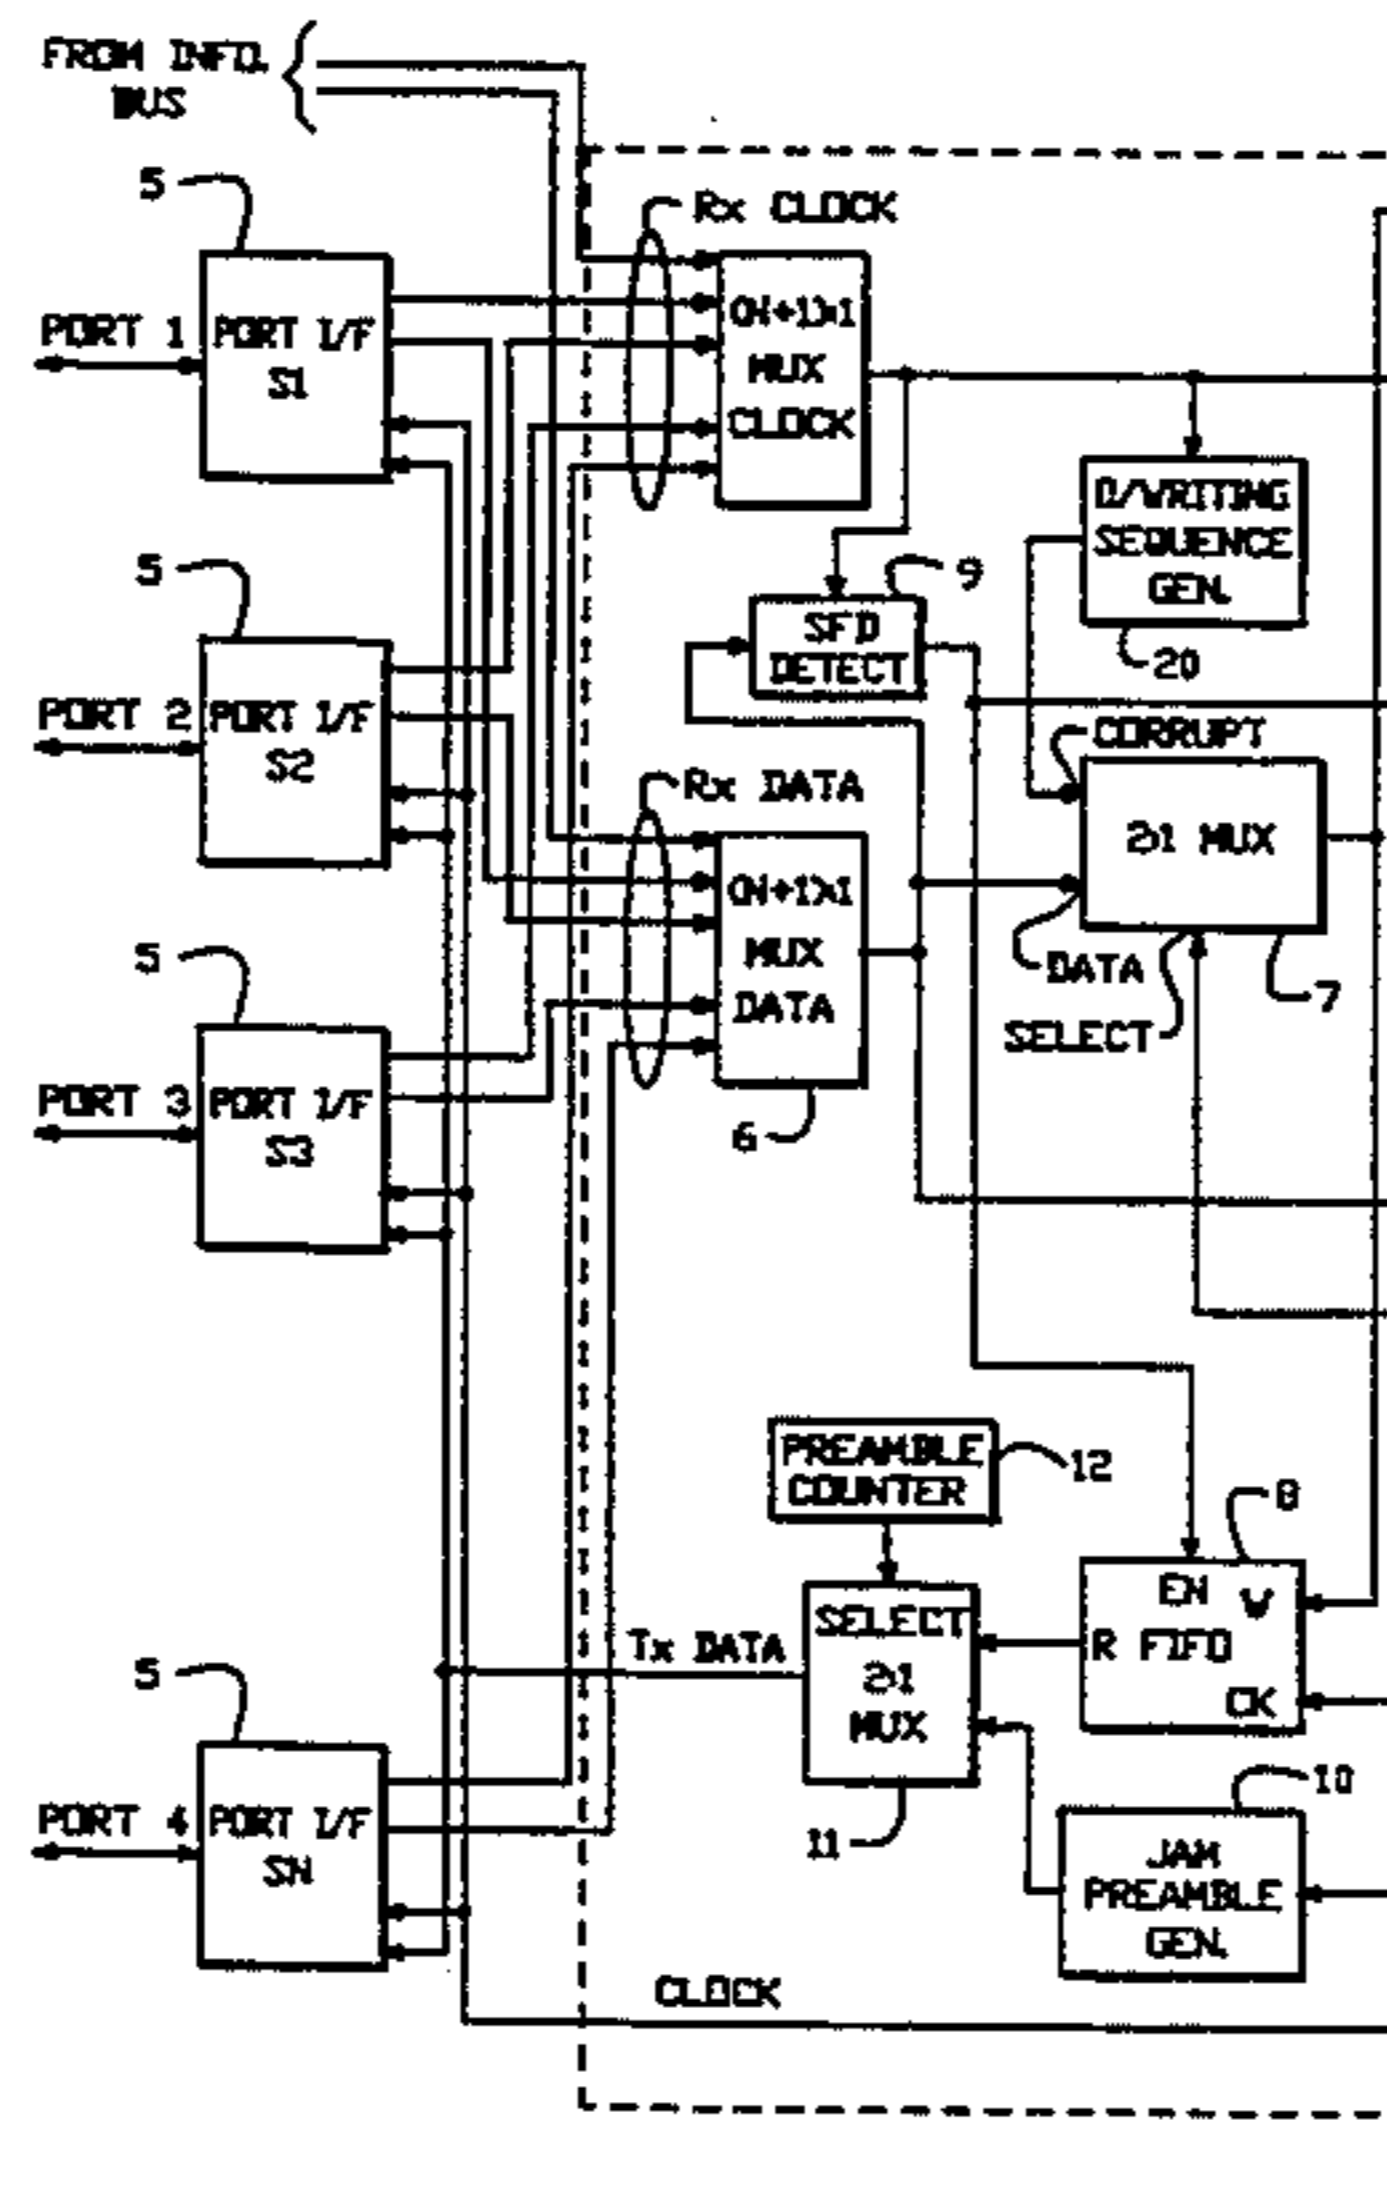 FROM INFO.
BUS
5
Rx CLOCK
PORT 1
PORT I/F
S1
(N+1)x1
MUX
CLOCK
O/WRITING
SEQUENCE
GEN.
20
5
9
SFD
DETECT
PORT 2
PORT I/F
S2
CORRUPT
Rx DATA
2x1 MUX
(N+1)x1
MUX
DATA
6
DATA
SELECT
7
5
PORT 3
PORT I/F
S3
PREAMBLE
COUNTER
12
8
EN W
R FIFO
CK
SELECT
2x1
MUX
11
Tx DATA
5
PORT 4
PORT I/F
SN
10
JAM
PREAMBLE
GEN.
CLOCK